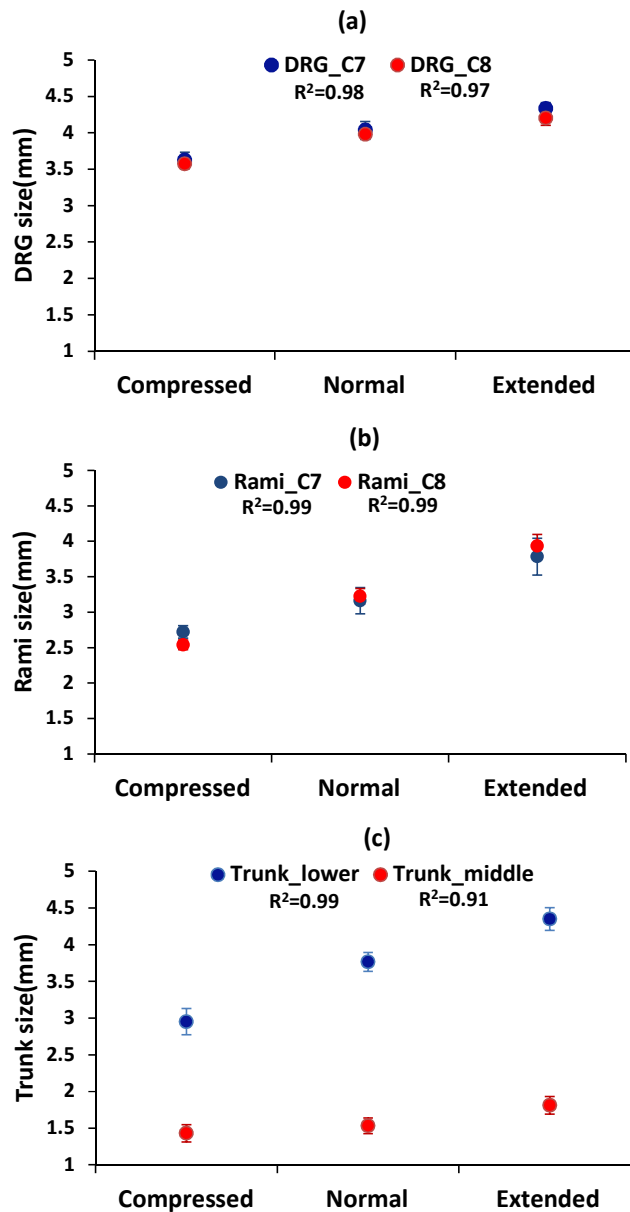 (a)
DRG_C7 DRG_C8
R²=0.98 R²=0.97
DRG size(mm)
5
4.5
4
3.5
3
2.5
2
1.5
1
Compressed Normal Extended
(b)
Rami_C7 Rami_C8
R²=0.99 R²=0.99
Rami size(mm)
5
4.5
4
3.5
3
2.5
2
1.5
1
Compressed Normal Extended
(c)
Trunk_lower Trunk_middle
R²=0.99 R²=0.91
Trunk size(mm)
5
4.5
4
3.5
3
2.5
2
1.5
1
Compressed Normal Extended